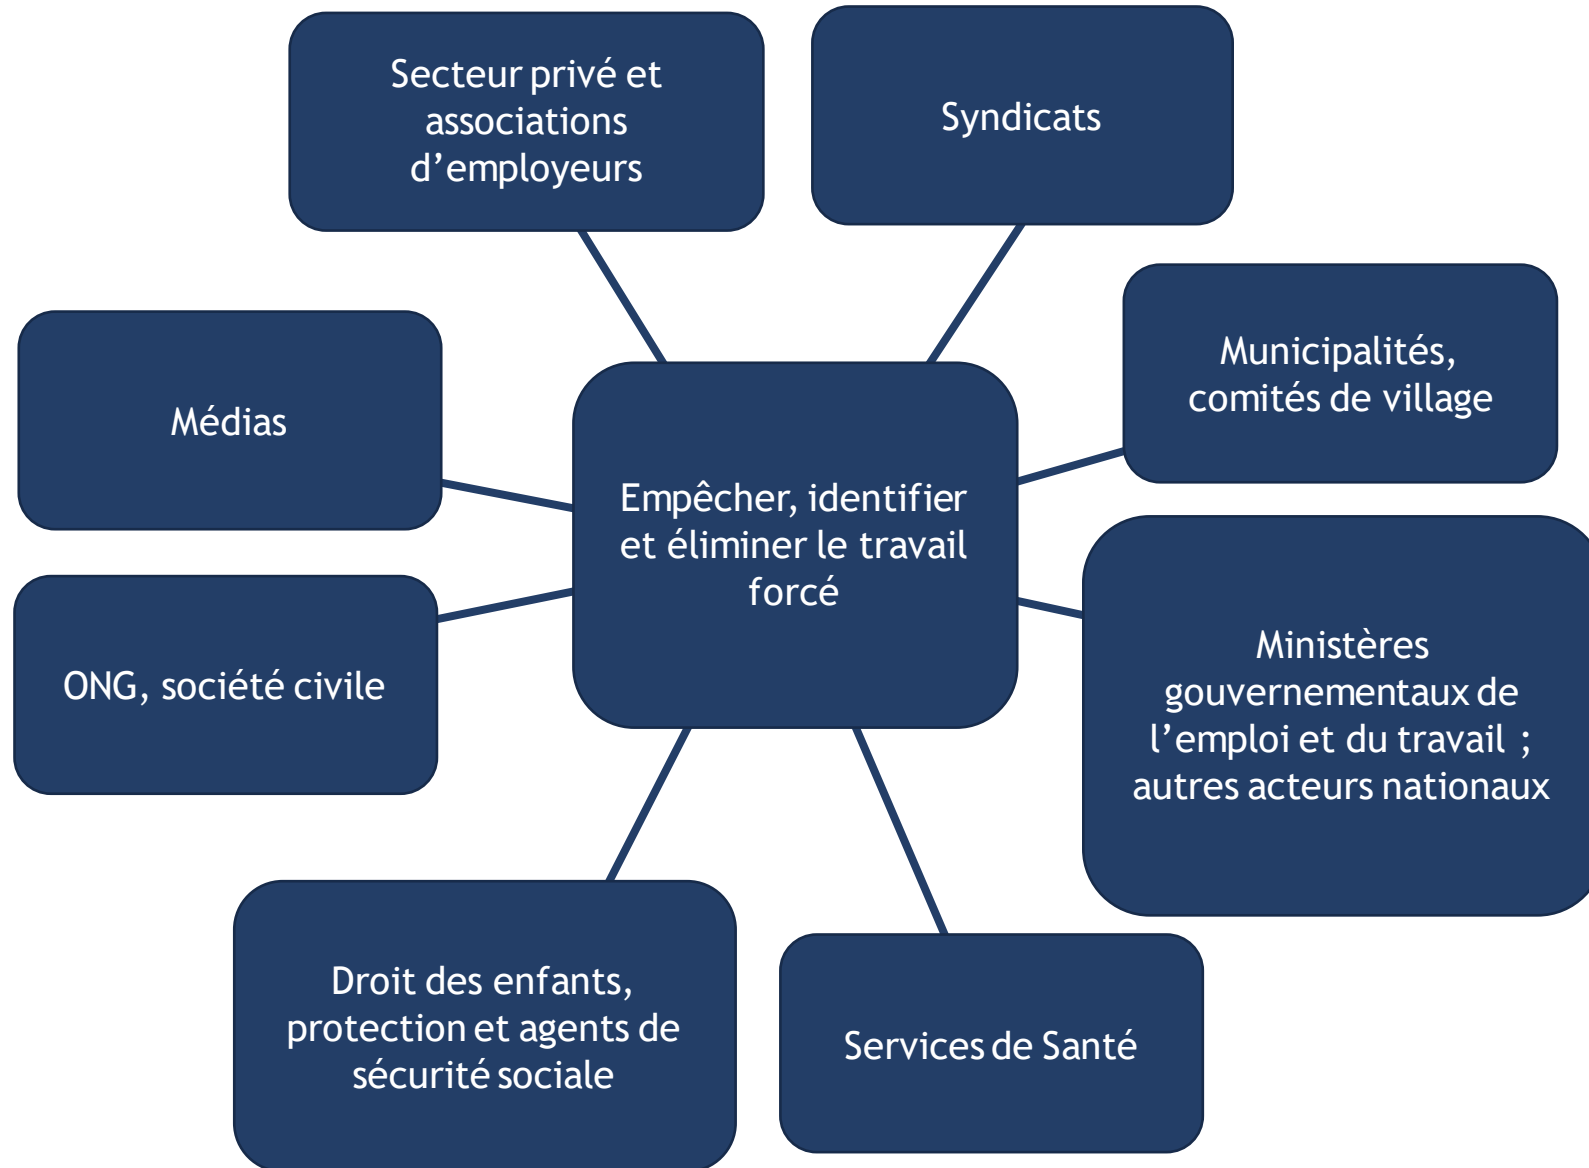 Secteur privé et
associations
d’employeurs
Syndicats
Municipalités,
comités de village
Médias
Empêcher, identifier
et éliminer le travail
forcé
Ministères
gouvernementaux de
l’emploi et du travail ;
autres acteurs nationaux
ONG, société civile
Droit des enfants,
protection et agents de
sécurité sociale
Services de Santé